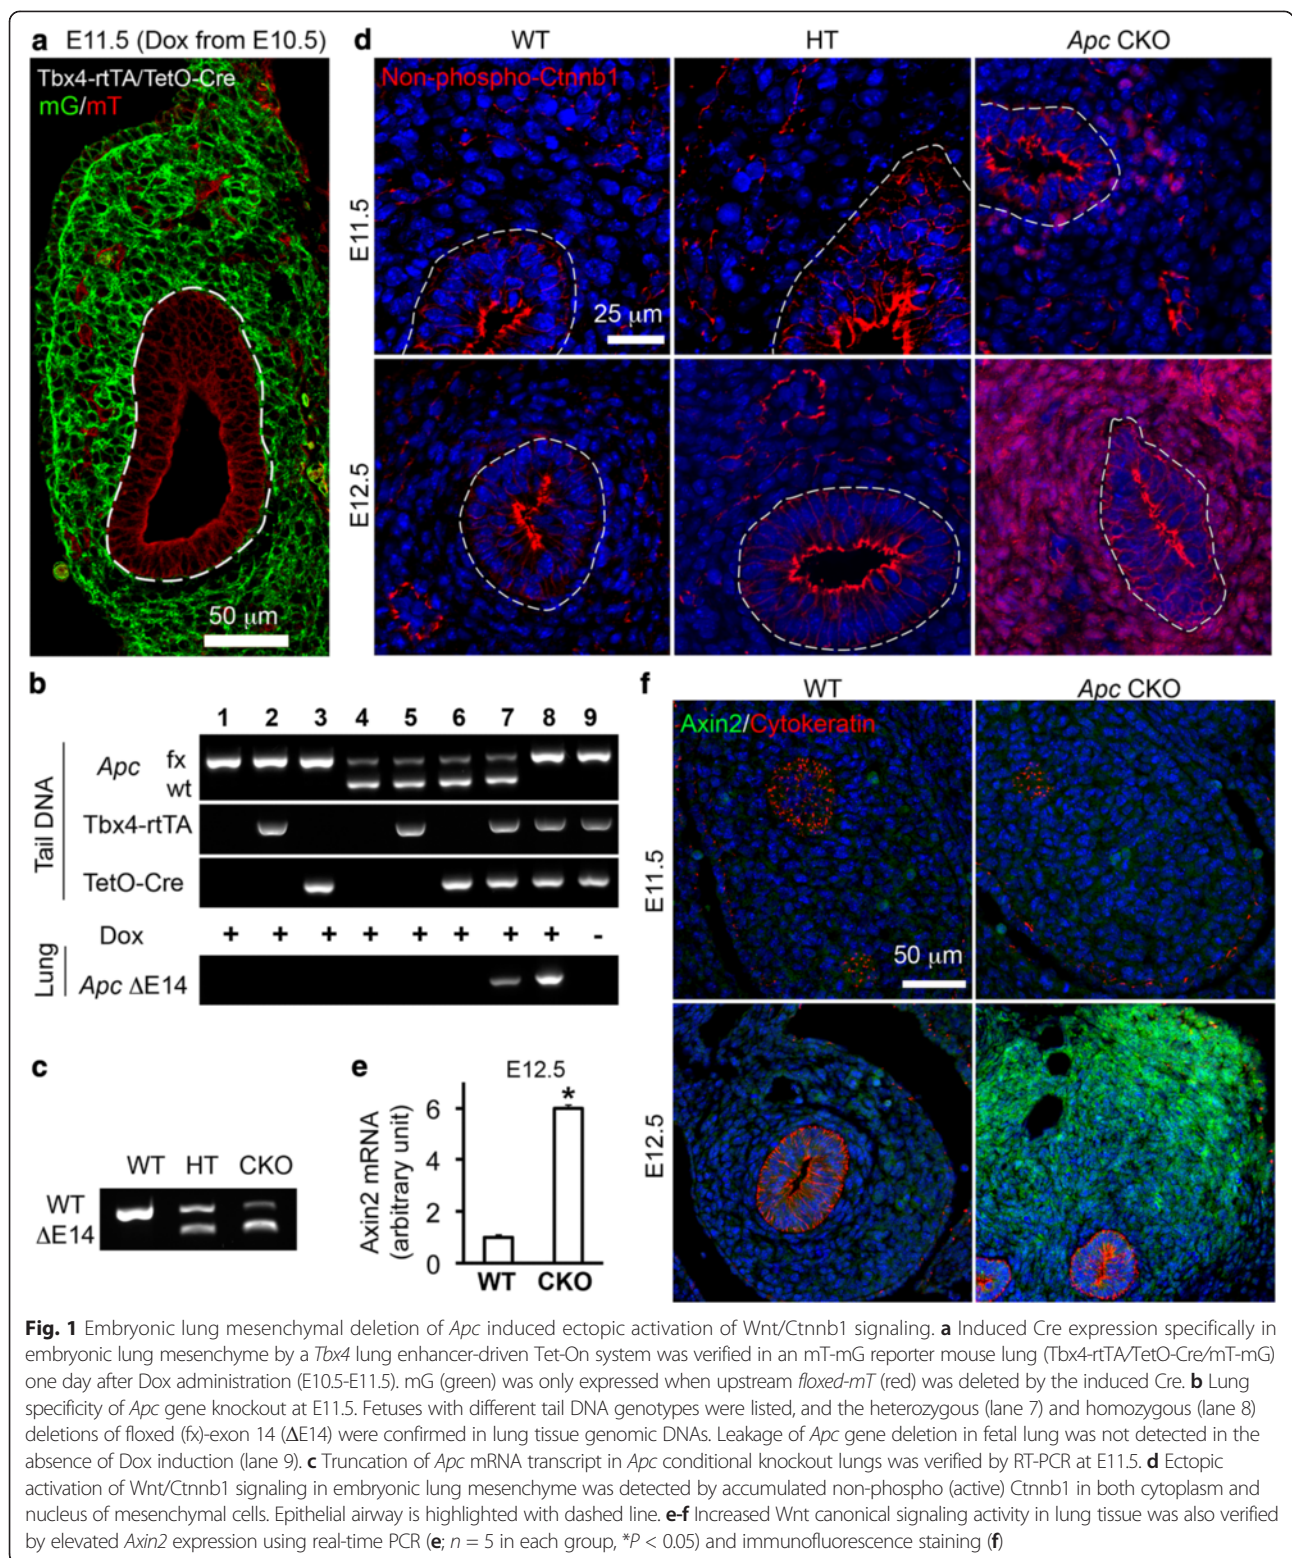 a E11.5 (Dox from E10.5)
Tbx4-rtTA/TetO-Cre
mG/mT
50 µm
d WT HT Apc CKO
Non-phospho-Ctnnb1
E11.5
25 µm
E12.5
b
1 2 3 4 5 6 7 8 9
Tail DNA
Apc fx
wt
Tbx4-rtTA
TetO-Cre
Dox + + + + + + + + -
Lung
Apc ΔE14
c
WT HT CKO
WT
ΔE14
e E12.5
Axin2 mRNA
(arbitrary unit)
6
4
2
0
*
WT CKO
f WT Apc CKO
Axin2/Cytokeratin
E11.5
50 µm
E12.5
Fig. 1 Embryonic lung mesenchymal deletion of Apc induced ectopic activation of Wnt/Ctnnb1 signaling. a Induced Cre expression specifically in
embryonic lung mesenchyme by a Tbx4 lung enhancer-driven Tet-On system was verified in an mT-mG reporter mouse lung (Tbx4-rtTA/TetO-Cre/mT-mG)
one day after Dox administration (E10.5-E11.5). mG (green) was only expressed when upstream floxed-mT (red) was deleted by the induced Cre. b Lung
specificity of Apc gene knockout at E11.5. Fetuses with different tail DNA genotypes were listed, and the heterozygous (lane 7) and homozygous (lane 8)
deletions of floxed (fx)-exon 14 (ΔE14) were confirmed in lung tissue genomic DNAs. Leakage of Apc gene deletion in fetal lung was not detected in the
absence of Dox induction (lane 9). c Truncation of Apc mRNA transcript in Apc conditional knockout lungs was verified by RT-PCR at E11.5. d Ectopic
activation of Wnt/Ctnnb1 signaling in embryonic lung mesenchyme was detected by accumulated non-phospho (active) Ctnnb1 in both cytoplasm and
nucleus of mesenchymal cells. Epithelial airway is highlighted with dashed line. e-f Increased Wnt canonical signaling activity in lung tissue was also verified
by elevated Axin2 expression using real-time PCR (e; n = 5 in each group, *P < 0.05) and immunofluorescence staining (f)